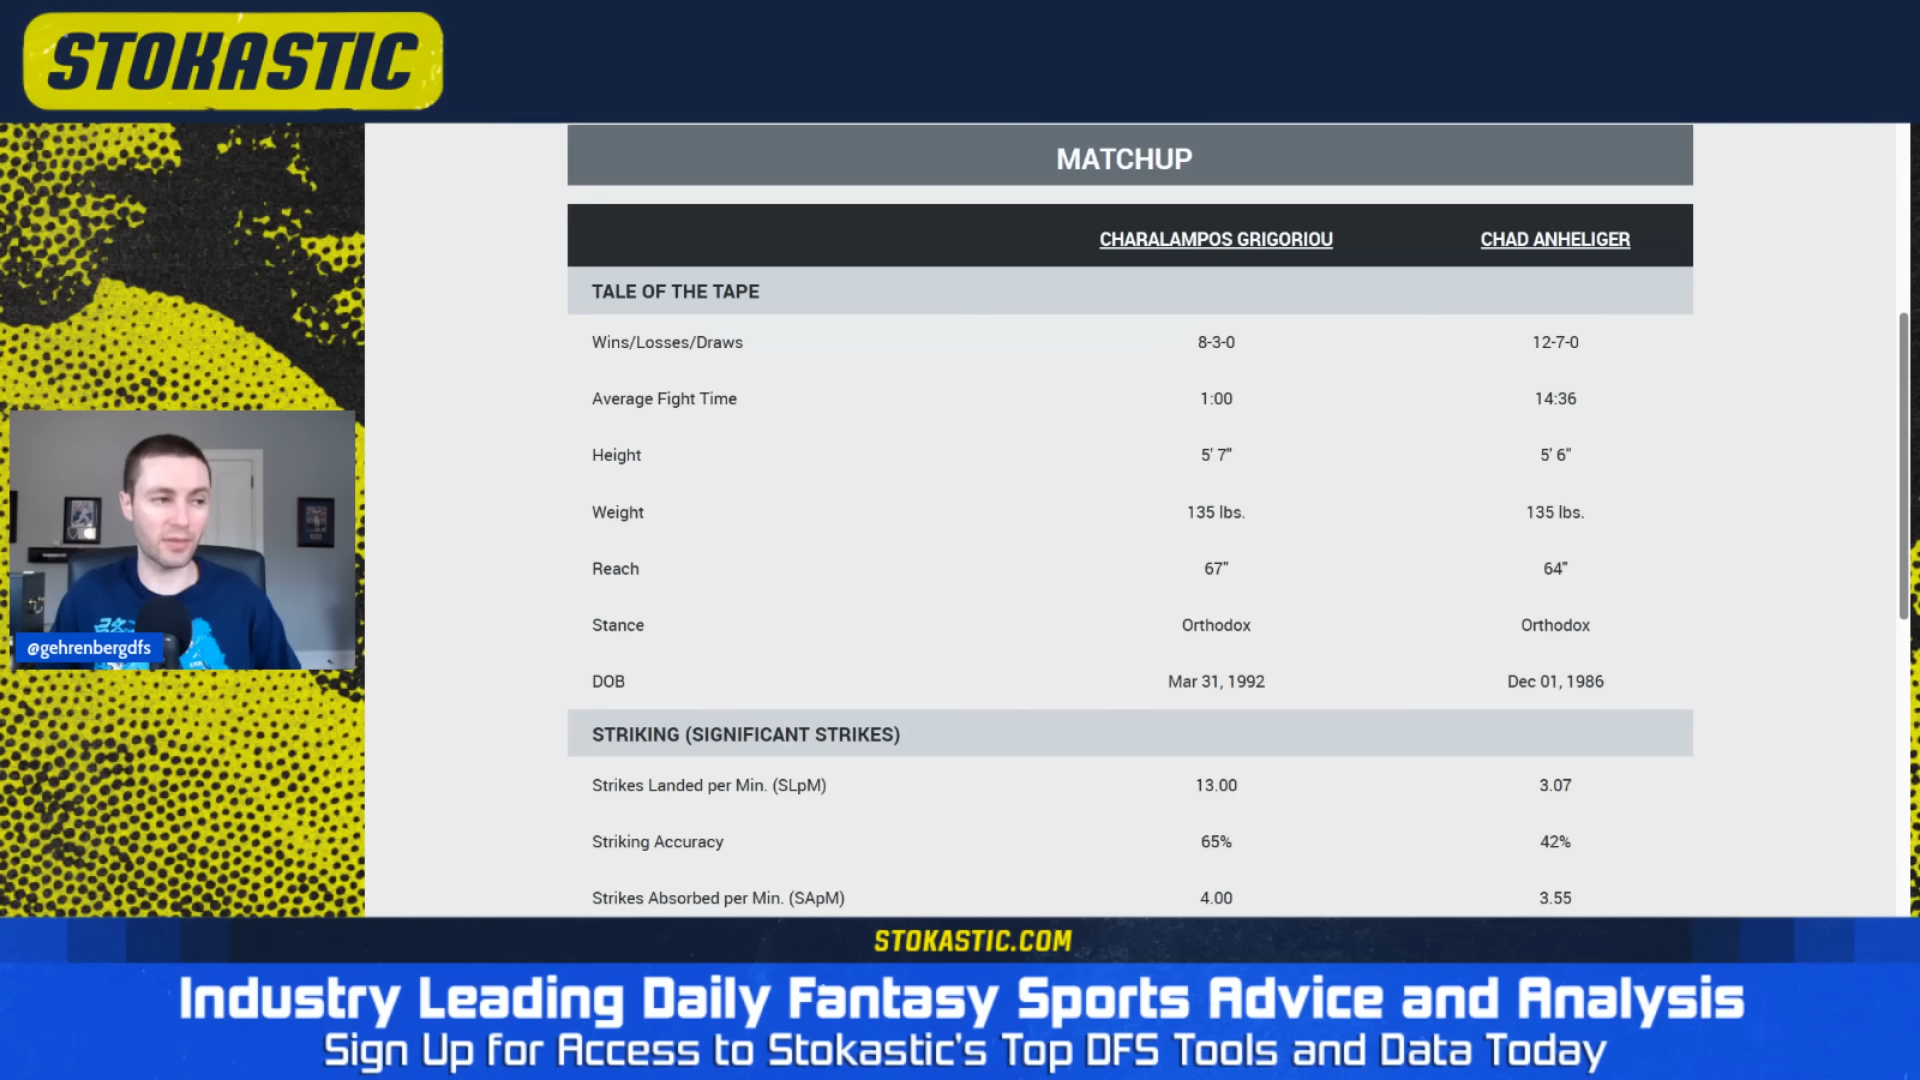 STOKASTIC
MATCHUP
CHARALAMPOS GRIGORIOU CHAD ANHELIGER
TALE OF THE TAPE
Wins/Losses/Draws 8-3-0 12-7-0
Average Fight Time 1:00 14:36
Height 5' 7" 5' 6"
Weight 135 lbs. 135 lbs.
Reach 67" 64"
Stance Orthodox Orthodox
DOB Mar 31, 1992 Dec 01, 1986
STRIKING (SIGNIFICANT STRIKES)
Strikes Landed per Min. (SLpM) 13.00 3.07
Striking Accuracy 65% 42%
Strikes Absorbed per Min. (SApM) 4.00 3.55
@gehrenbergdfs
STOKASTIC.COM
Industry Leading Daily Fantasy Sports Advice and Analysis
Sign Up for Access to Stokastic's Top DFS Tools and Data Today